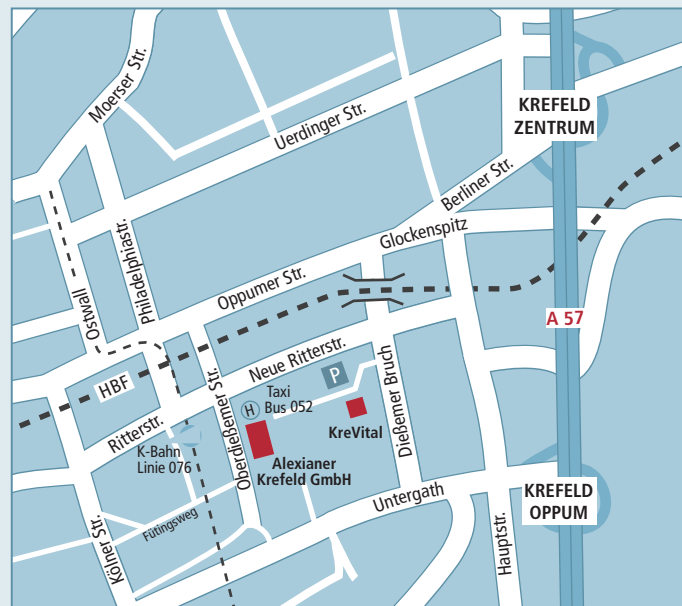 Moerser Str.
Uerdinger Str.
KREFELD
ZENTRUM
Berliner Str.
Glockenspitz
Philadelphiastr.
Oppumer Str.
Ostwall
A 57
HBF
Neue Ritterstr.
P
Taxi
H
Bus 052
Dießemer Bruch
KreVital
Ritterstr.
Oberdießemer Str.
K-Bahn
Linie 076
Alexianer
Krefeld GmbH
KREFELD
OPPUM
Untergath
Fütingsweg
Kölner Str.
Hauptstr.